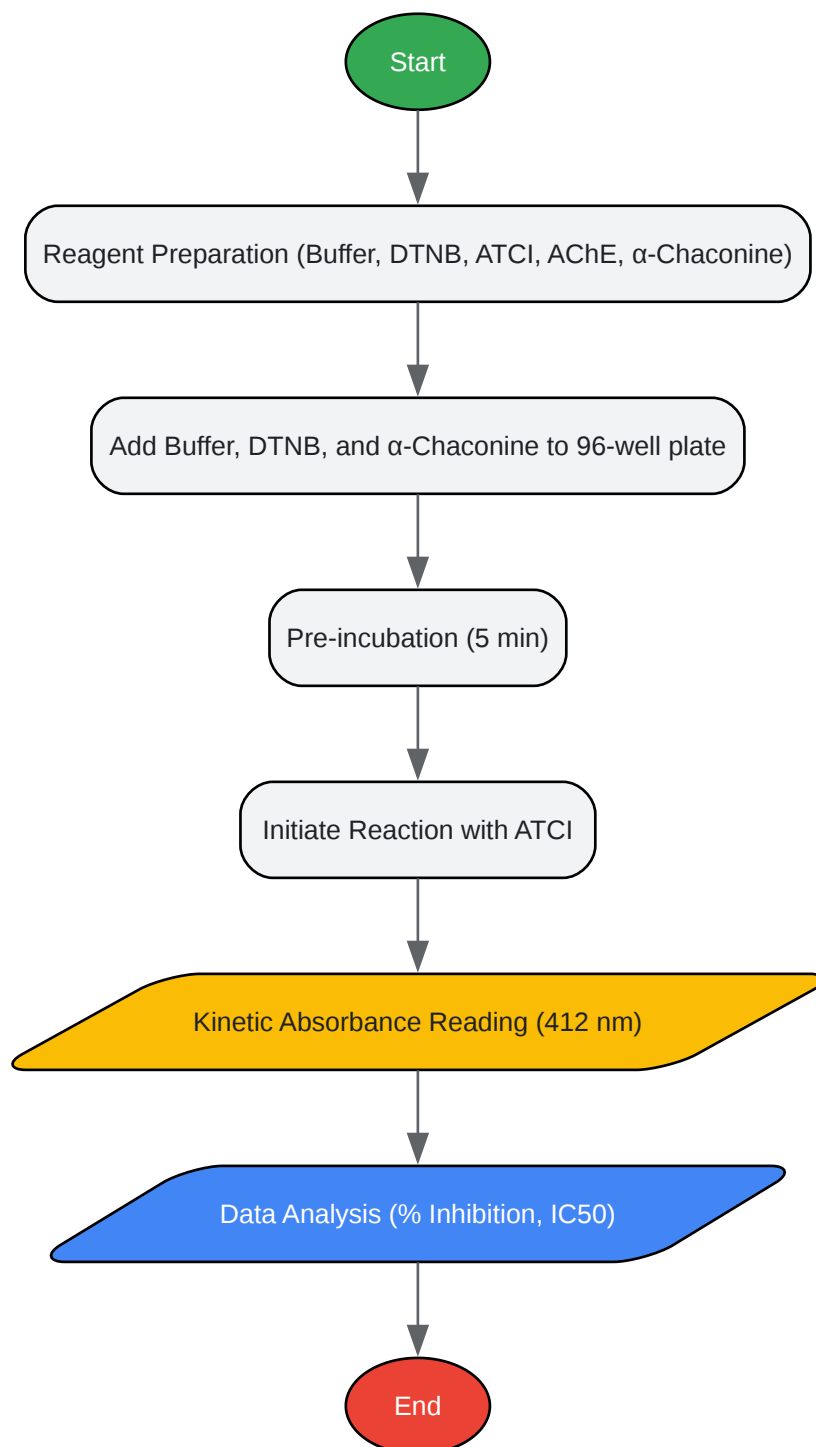 Start
Reagent Preparation (Buffer, DTNB, ATCI, AChE, α-Chaconine)
Add Buffer, DTNB, and α-Chaconine to 96-well plate
Pre-incubation (5 min)
Initiate Reaction with ATCI
Kinetic Absorbance Reading (412 nm)
Data Analysis (% Inhibition, IC50)
End